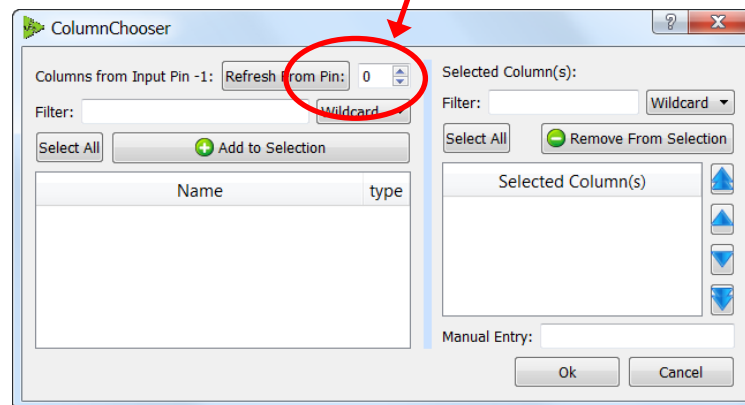 ColumnChooser
Columns from Input Pin -1: Refresh From Pin: 0
Filter: Wildcard
Select All Add to Selection
Name type
Selected Column(s):
Filter: Wildcard
Select All Remove From Selection
Selected Column(s)
Manual Entry:
Ok Cancel